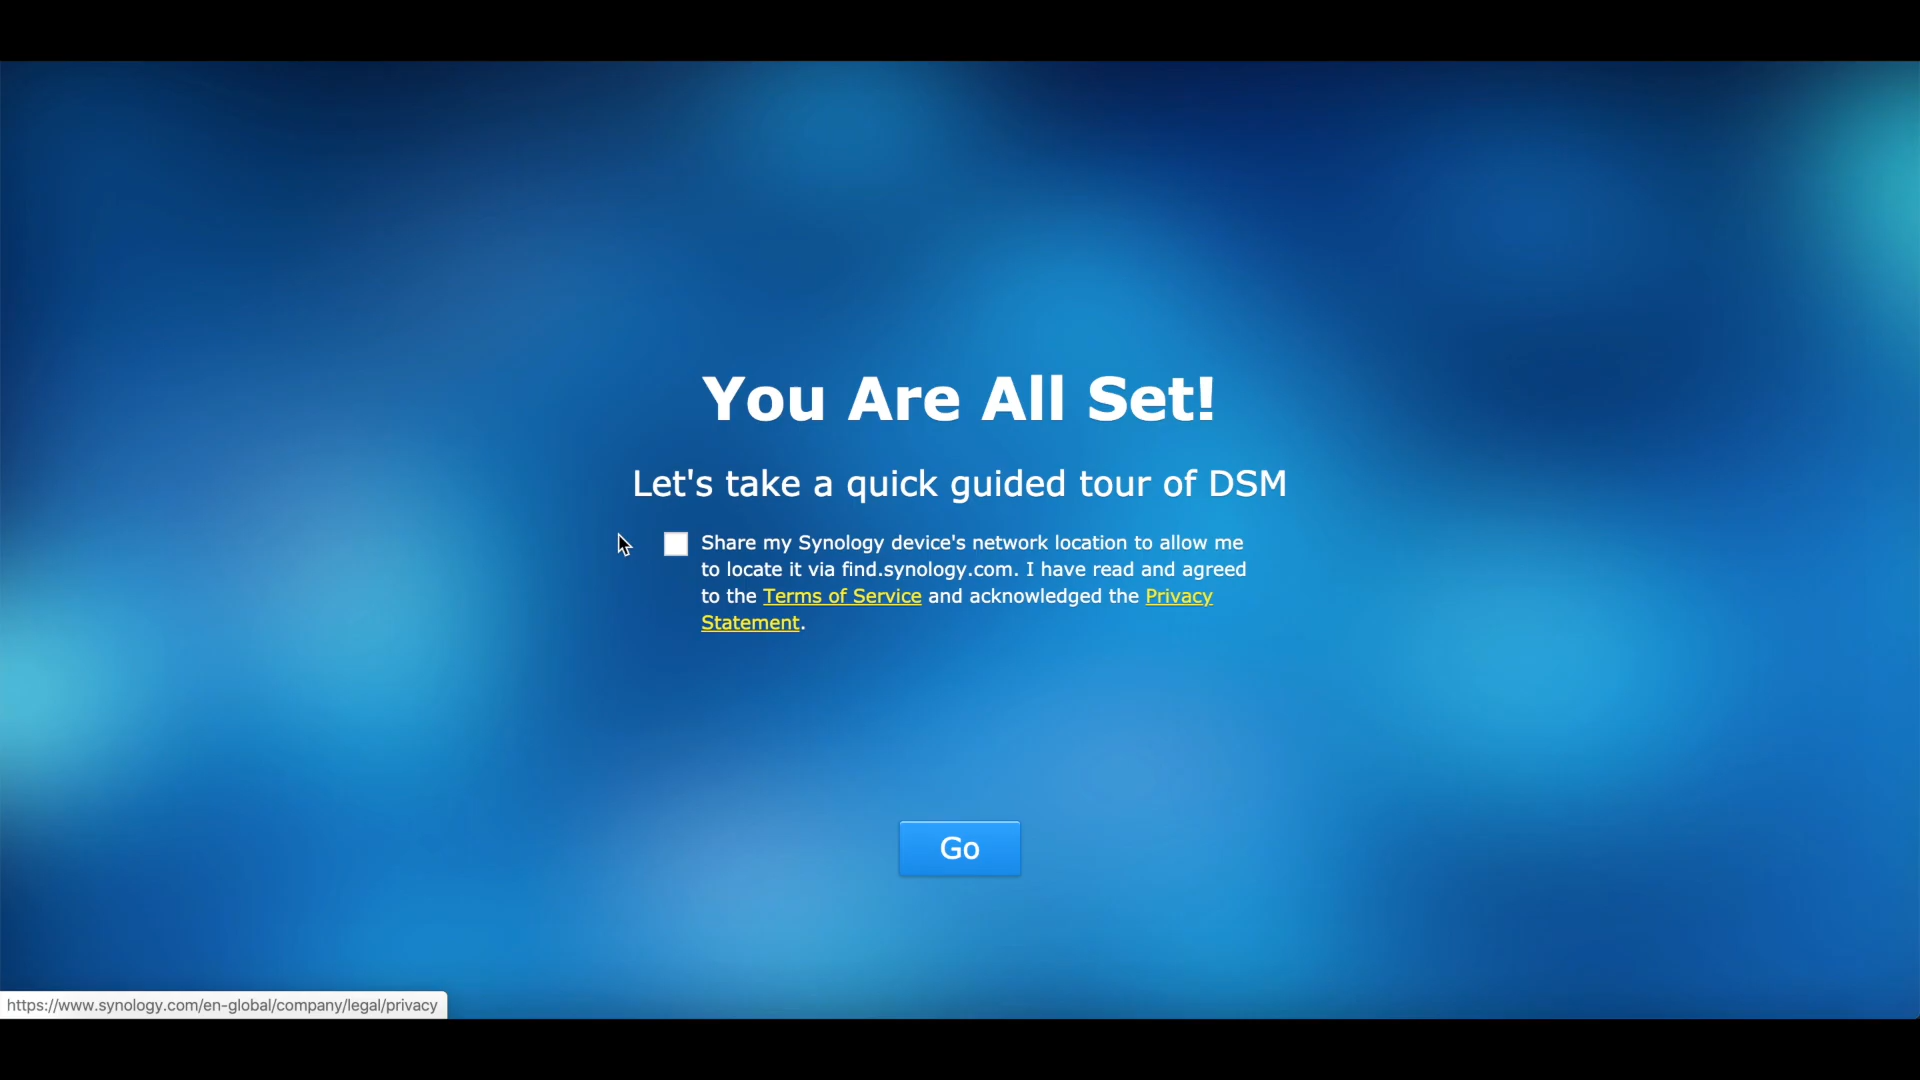 You Are All Set!
Let's take a quick guided tour of DSM
Share my Synology device's network location to allow me
to locate it via find.synology.com. I have read and agreed
to the Terms of Service and acknowledged the Privacy
Statement.
Go
https://www.synology.com/en-global/company/legal/privacy